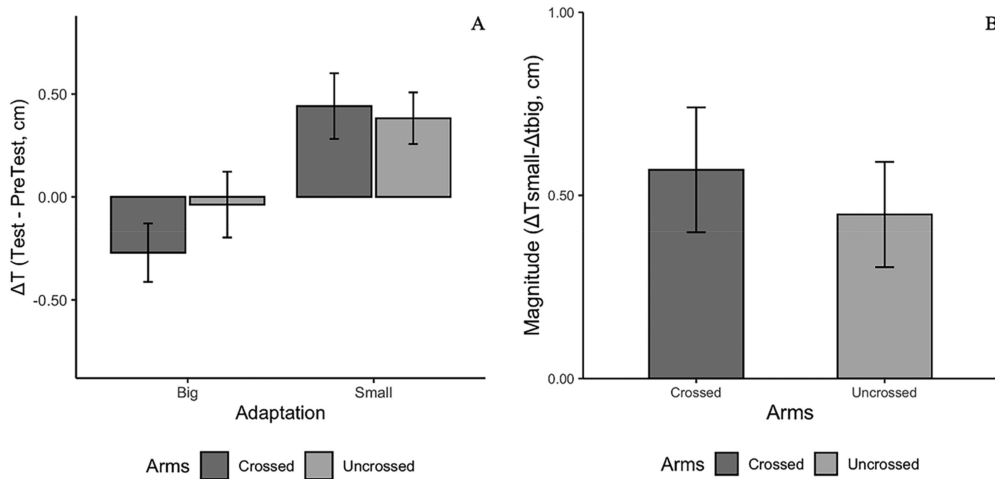 A
ΔT (Test - PreTest, cm)
0.50
0.00
-0.50
Big
Small
Adaptation
Arms
Crossed
Uncrossed
B
Magnitude (ΔTsmall-Δtbig, cm)
1.00
0.50
0.00
Crossed
Uncrossed
Arms
Arms
Crossed
Uncrossed